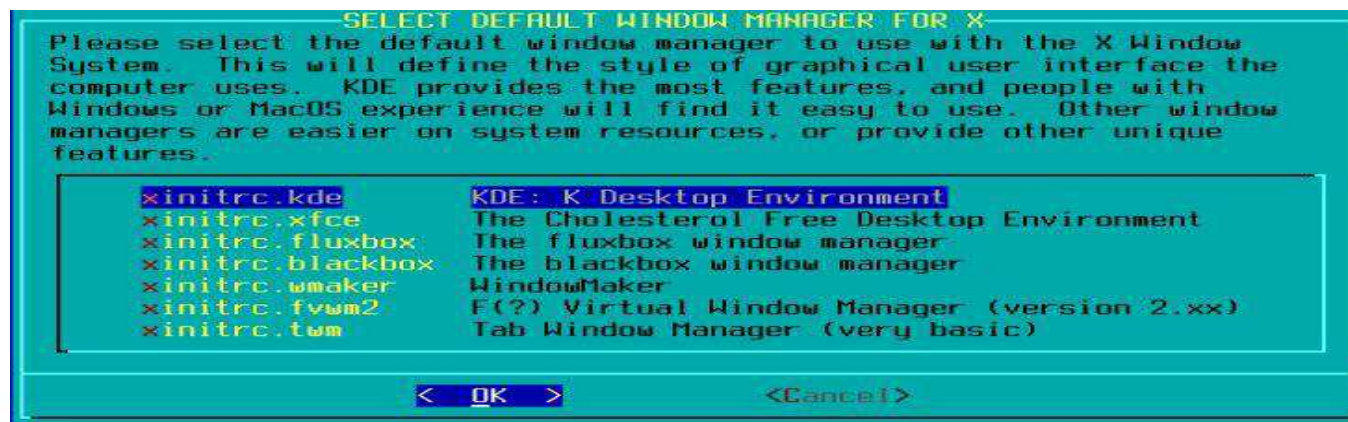 SELECT DEFAULT WINDOW MANAGER FOR X
Please select the default window manager to use with the X Window
System.  This will define the style of graphical user interface the
computer uses.  KDE provides the most features, and people with
Windows or MacOS experience will find it easy to use.  Other window
managers are easier on system resources, or provide other unique
features.
xinitrc.kde KDE: K Desktop Environment
xinitrc.xfce The Cholesterol Free Desktop Environment
xinitrc.fluxbox The fluxbox window manager
xinitrc.blackbox The blackbox window manager
xinitrc.wmaker WindowMaker
xinitrc.fvwm2 F(?) Virtual Window Manager (version 2.xx)
xinitrc.twm Tab Window Manager (very basic)
< OK > <Cancel>